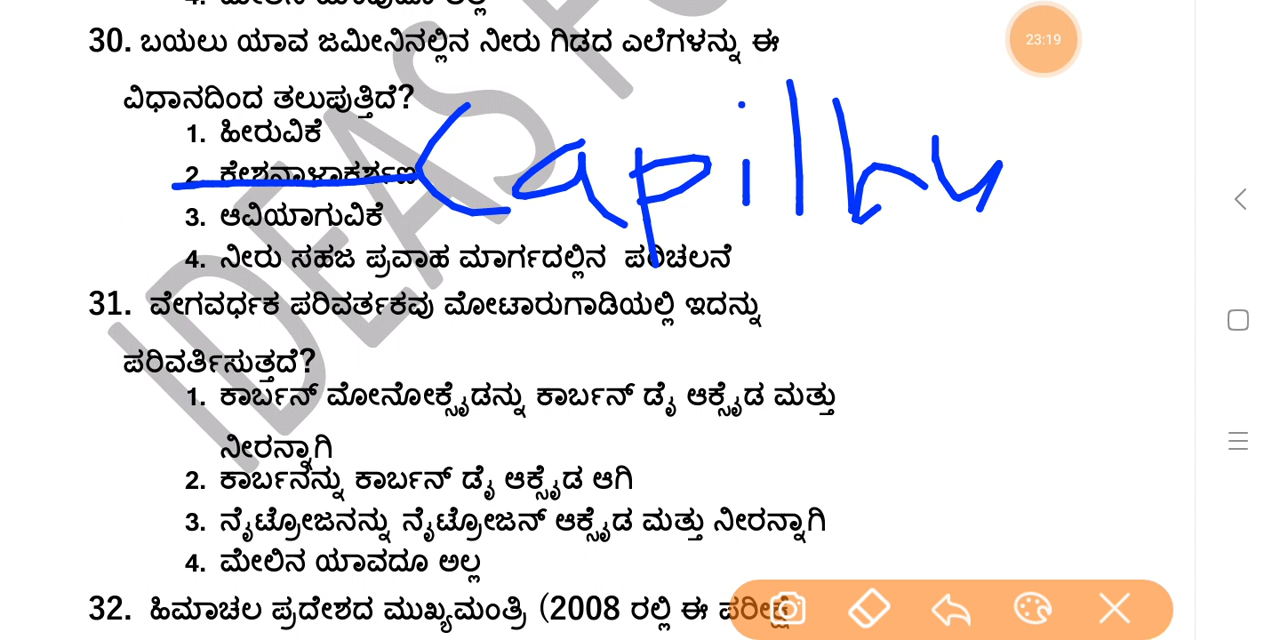 30. ಬಯಲು ಯಾವ ಜಮೀನಿನಲ್ಲಿನ ನೀರು ಗಿಡದ ಎಲೆಗಳನ್ನು ಈ
23:19
ವಿಧಾನದಿಂದ ತಲುಪುತ್ತಿದೆ?
1. ಹೀರುವಿಕೆ
2. ಕೇಶನಾಳಾಕರ್ಶಣ
3. ಆವಿಯಾಗುವಿಕೆ
4. ನೀರು ಸಹಜ ಪ್ರವಾಹ ಮಾರ್ಗದಲ್ಲಿನ ಪರಿಚಲನೆ
31. ವೇಗವರ್ಧಕ ಪರಿವರ್ತಕವು ಮೋಟಾರುಗಾಡಿಯಲ್ಲಿ ಇದನ್ನು
ಪರಿವರ್ತಿಸುತ್ತದೆ?
1. ಕಾರ್ಬನ್ ಮೋನೋಕ್ಸೈಡನ್ನು ಕಾರ್ಬನ್ ಡೈ ಆಕ್ಸೈಡ ಮತ್ತು
ನೀರನ್ನಾಗಿ
2. ಕಾರ್ಬನನ್ನು ಕಾರ್ಬನ್ ಡೈ ಆಕ್ಸೈಡ ಆಗಿ
3. ನೈಟ್ರೋಜನನ್ನು ನೈಟ್ರೋಜನ್ ಆಕ್ಸೈಡ ಮತ್ತು ನೀರನ್ನಾಗಿ
4. ಮೇಲಿನ ಯಾವದೂ ಅಲ್ಲ
32. ಹಿಮಾಚಲ ಪ್ರದೇಶದ ಮುಖ್ಯಮಂತ್ರಿ (2008 ರಲ್ಲಿ ಈ ಪರೀಕ್ಷೆ